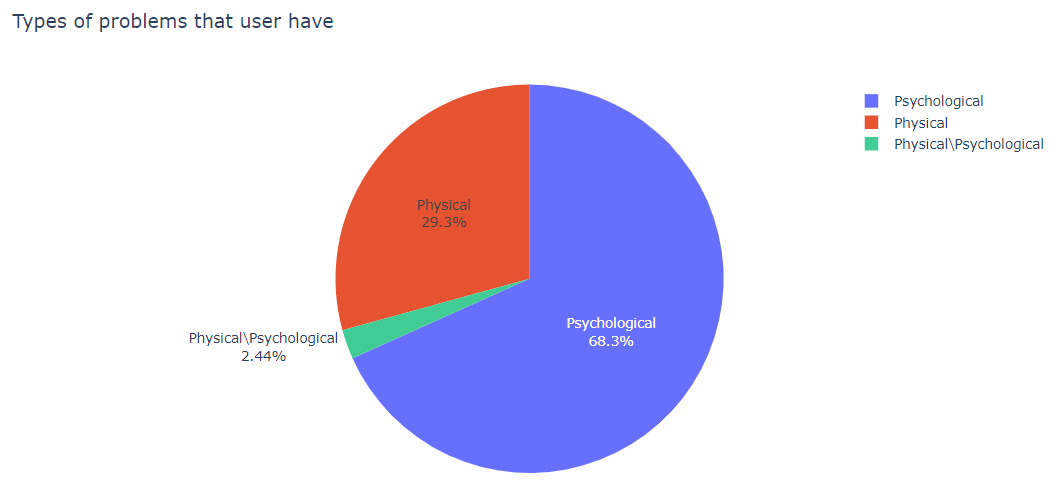 Types of problems that user have
Psychological
Physical
Physical\Psychological
Physical
29.3%
Psychological
68.3%
Physical\Psychological
2.44%